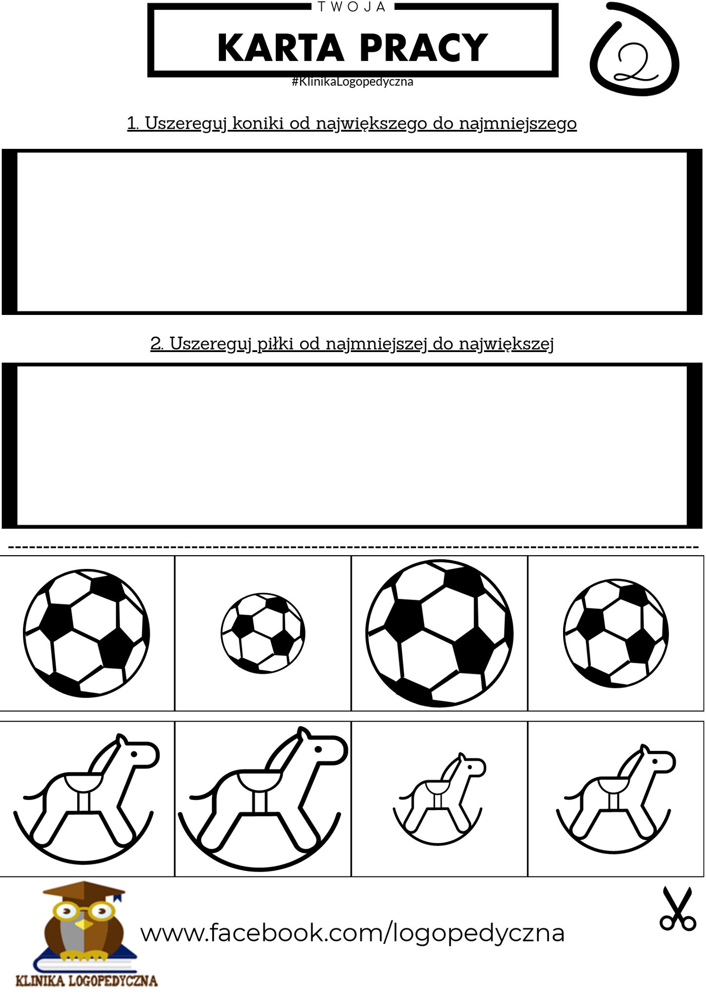 TWOJA
KARTA PRACY
#KlinikaLogopedyczna
2
1. Uszereguj koniki od największego do najmniejszego
2. Uszereguj piłki od najmniejszej do największej
www.facebook.com/logopedyczna
KLINIKA LOGOPEDYCZNA